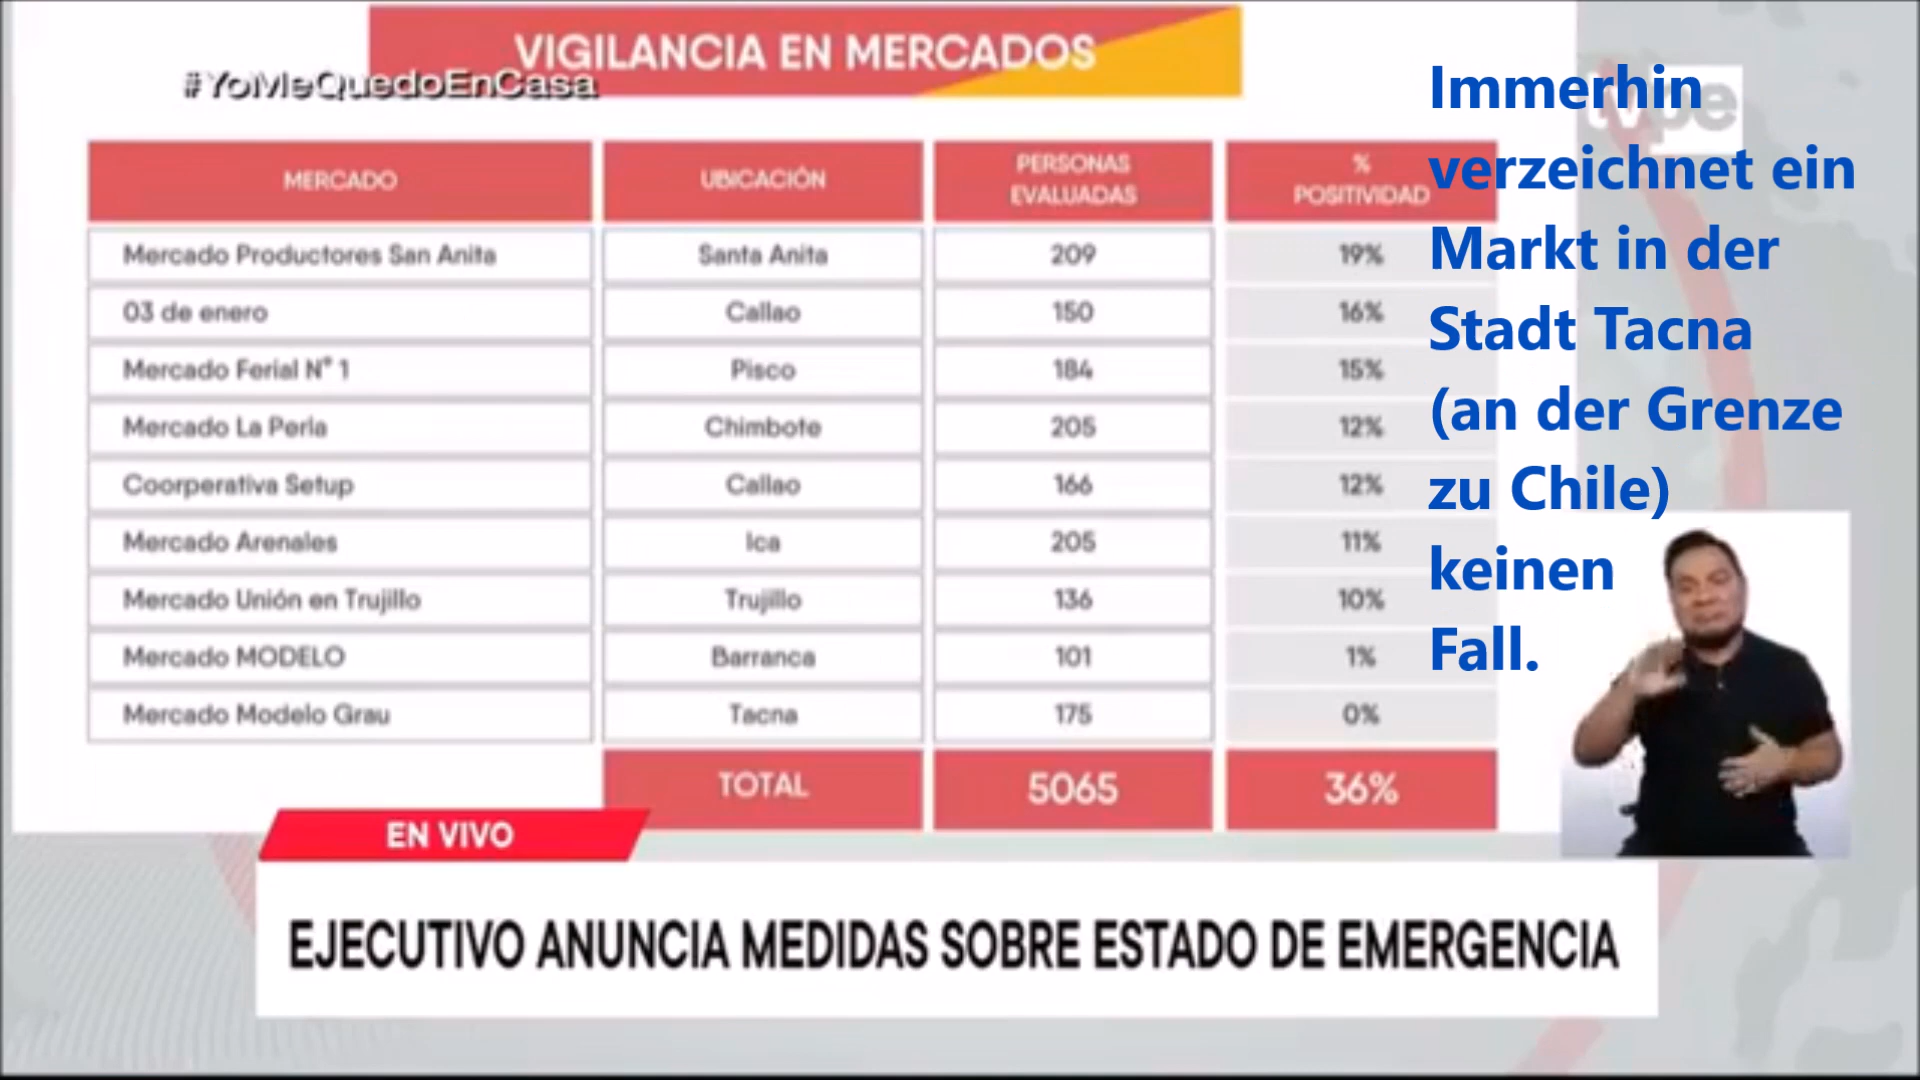 VIGILANCIA EN MERCADOS
#YoMeQuedoEnCasa
tvpe
MERCADO UBICACIÓN PERSONAS EVALUADAS % POSITIVIDAD
Mercado Productores San Anita Santa Anita 209 19%
03 de enero Callao 150 16%
Mercado Ferial N° 1 Pisco 184 15%
Mercado La Perla Chimbote 205 12%
Coorperativa Setup Callao 166 12%
Mercado Arenales Ica 205 11%
Mercado Unión en Trujillo Trujillo 136 10%
Mercado MODELO Barranca 101 1%
Mercado Modelo Grau Tacna 175 0%
TOTAL 5065 36%
Immerhin
verzeichnet ein
Markt in der
Stadt Tacna
(an der Grenze
zu Chile)
keinen
Fall.
EN VIVO
EJECUTIVO ANUNCIA MEDIDAS SOBRE ESTADO DE EMERGENCIA